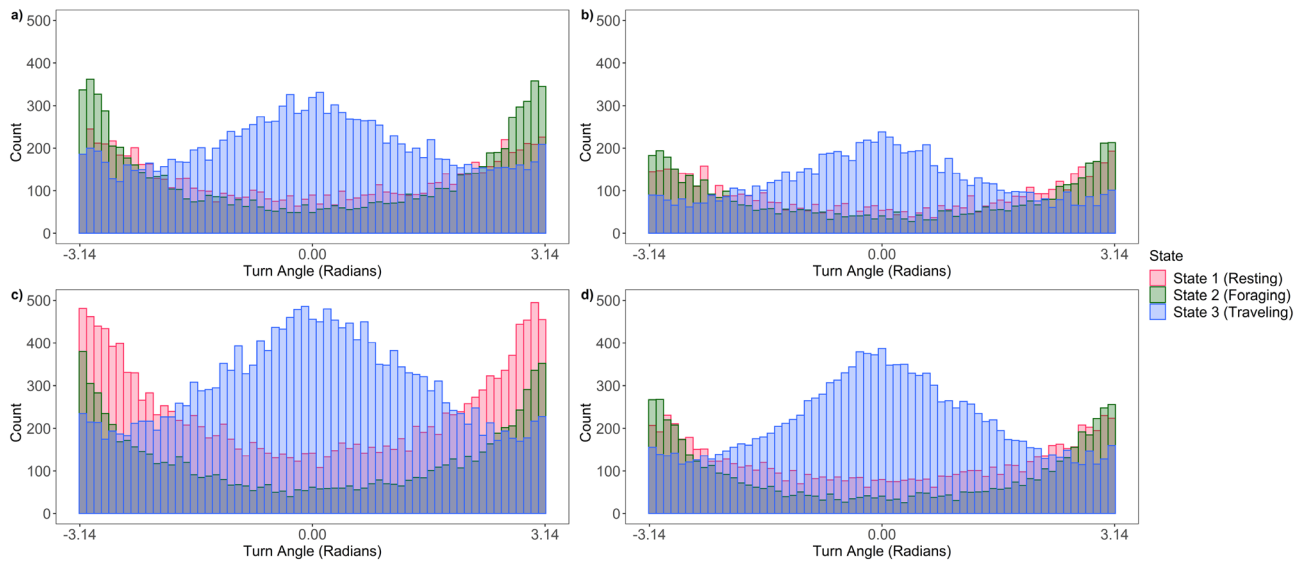 a)
500
400
300
200
100
0
Count
-3.14 0.00 3.14
Turn Angle (Radians)
b)
500
400
300
200
100
0
Count
-3.14 0.00 3.14
Turn Angle (Radians)
c)
500
400
300
200
100
0
Count
-3.14 0.00 3.14
Turn Angle (Radians)
d)
500
400
300
200
100
0
Count
-3.14 0.00 3.14
Turn Angle (Radians)
State
State 1 (Resting)
State 2 (Foraging)
State 3 (Traveling)